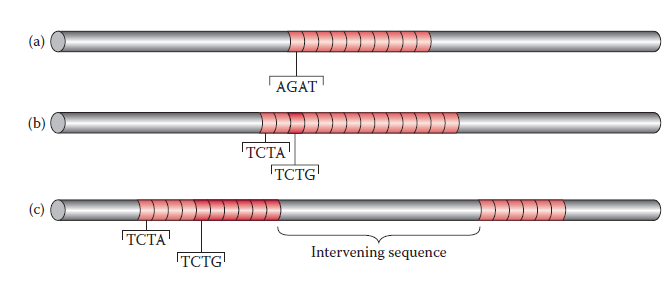 (a)
AGAT
(b)
TCTA
TCTG
(c)
TCTA
TCTG
Intervening sequence